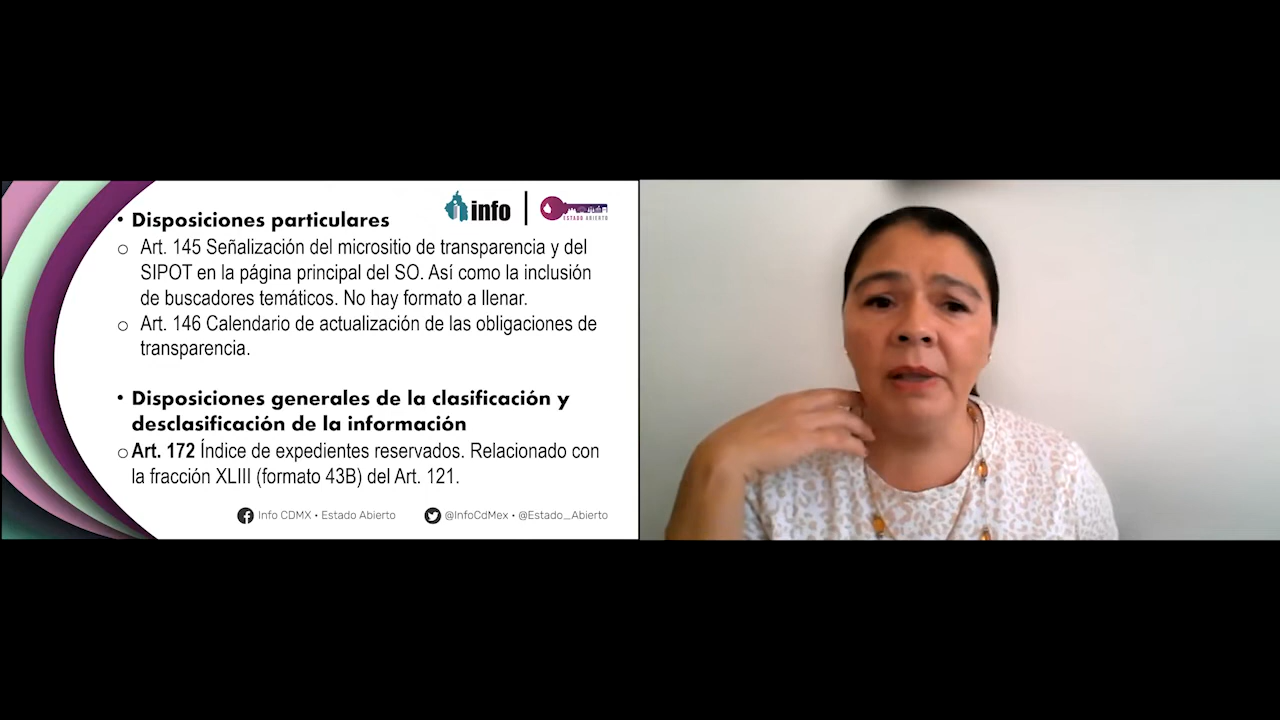 info
ESTADO ABIERTO
• Disposiciones particulares
o Art. 145 Señalización del micrositio de transparencia y del
SIPOT en la página principal del SO. Así como la inclusión
de buscadores temáticos. No hay formato a llenar.
o Art. 146 Calendario de actualización de las obligaciones de
transparencia.
• Disposiciones generales de la clasificación y
desclasificación de la información
o Art. 172 Índice de expedientes reservados. Relacionado con
la fracción XLIII (formato 43B) del Art. 121.
Info CDMX • Estado Abierto @InfoCdMex • @Estado_Abierto